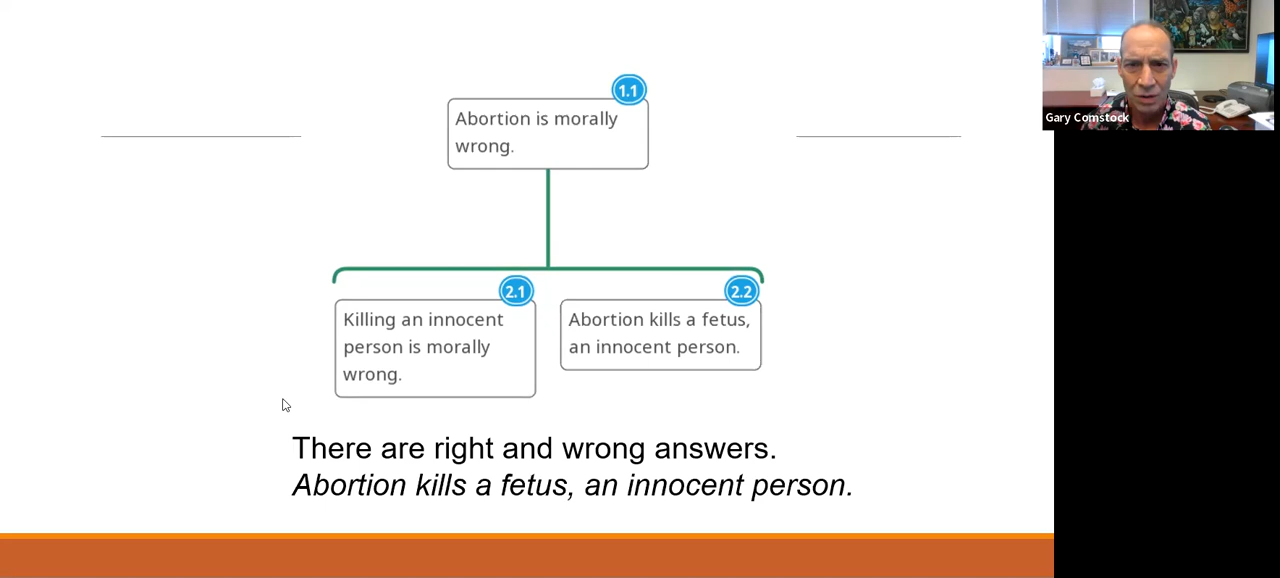 1.1
Abortion is morally
wrong.
2.1
Killing an innocent
person is morally
wrong.
2.2
Abortion kills a fetus,
an innocent person.
There are right and wrong answers.
Abortion kills a fetus, an innocent person.
Gary Comstock